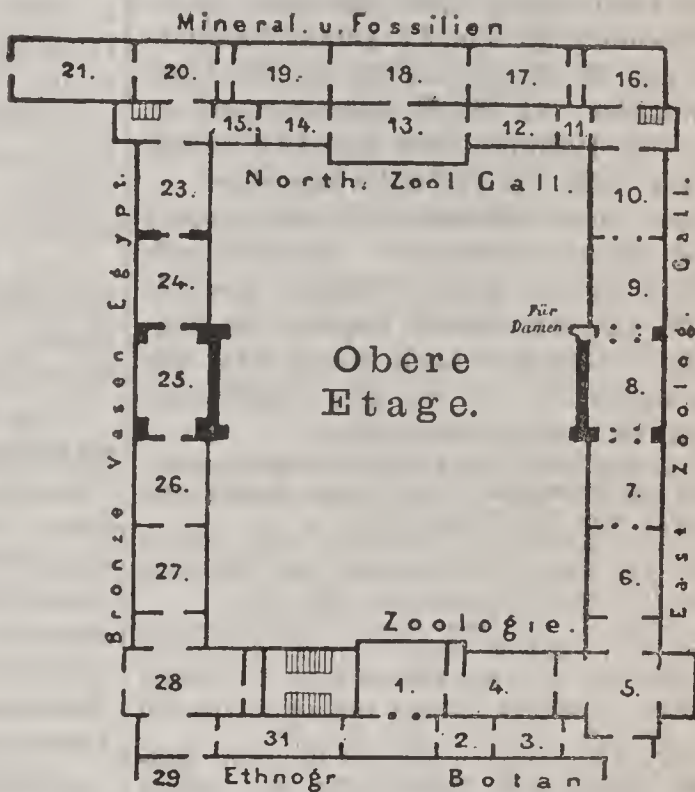 Mineral. u. Fossilien
21. 20. 19. 18. 17. 16.
15. 14. 13. 12. 11.
North. Zool Gall.
23. 10.
24. 9.
Für
Damen
Obere
Etage.
25. 8.
26. 7.
27. 6.
Bronze Vasen Egypt.
East Zoolog. Gall.
Zoologie.
28 1. 4. 5.
31 2. 3.
29 Ethnogr Botan